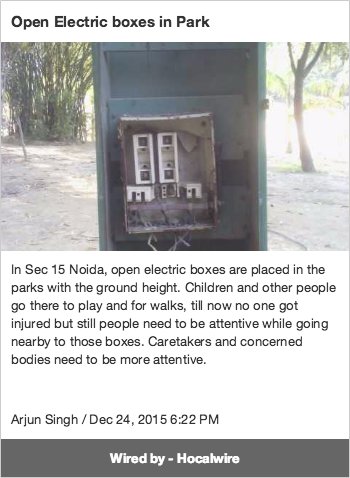 Open Electric boxes in Park
In Sec 15 Noida, open electric boxes are placed in the
parks with the ground height. Children and other people
go there to play and for walks, till now no one got
injured but still people need to be attentive while going
nearby to those boxes. Caretakers and concerned
bodies need to be more attentive.
Arjun Singh / Dec 24, 2015 6:22 PM
Wired by - Hocalwire